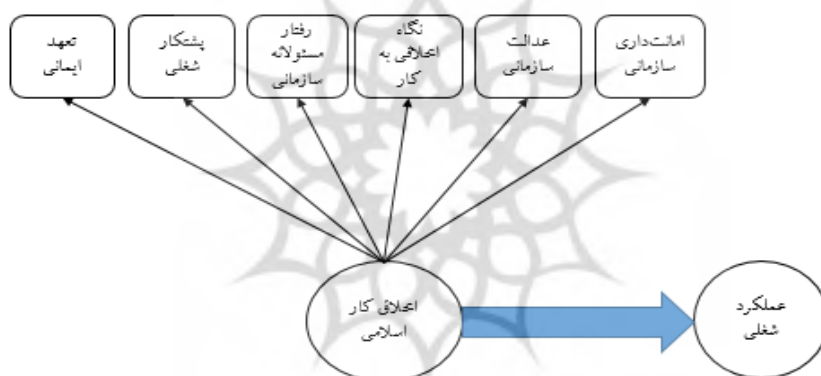 امانت‌داری
سازمانی
عدالت
سازمانی
نگاه
اخلاقی به
کار
رفتار
مسئولانه
سازمانی
پشتکار
شغلی
تعهد
ایمانی
اخلاق کار
اسلامی
عملکرد
شغلی